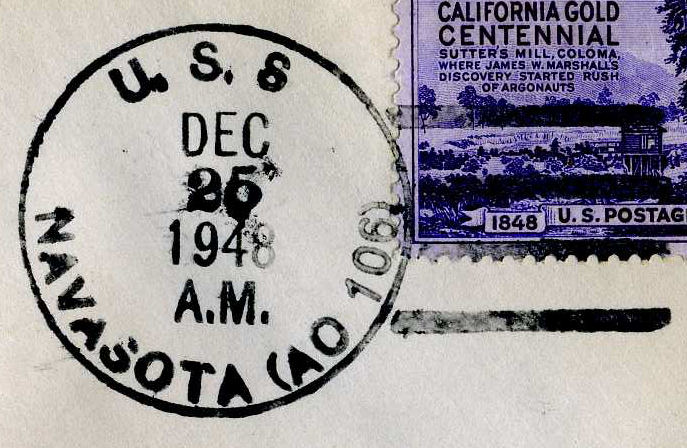 U. S. S
DEC
25
1948
A.M.
NAVASOTA (AO 106)
CALIFORNIA GOLD
CENTENNIAL
SUTTER'S MILL, COLOMA,
WHERE JAMES W. MARSHALL'S
DISCOVERY STARTED RUSH
OF ARGONAUTS
1848 U.S. POSTAG